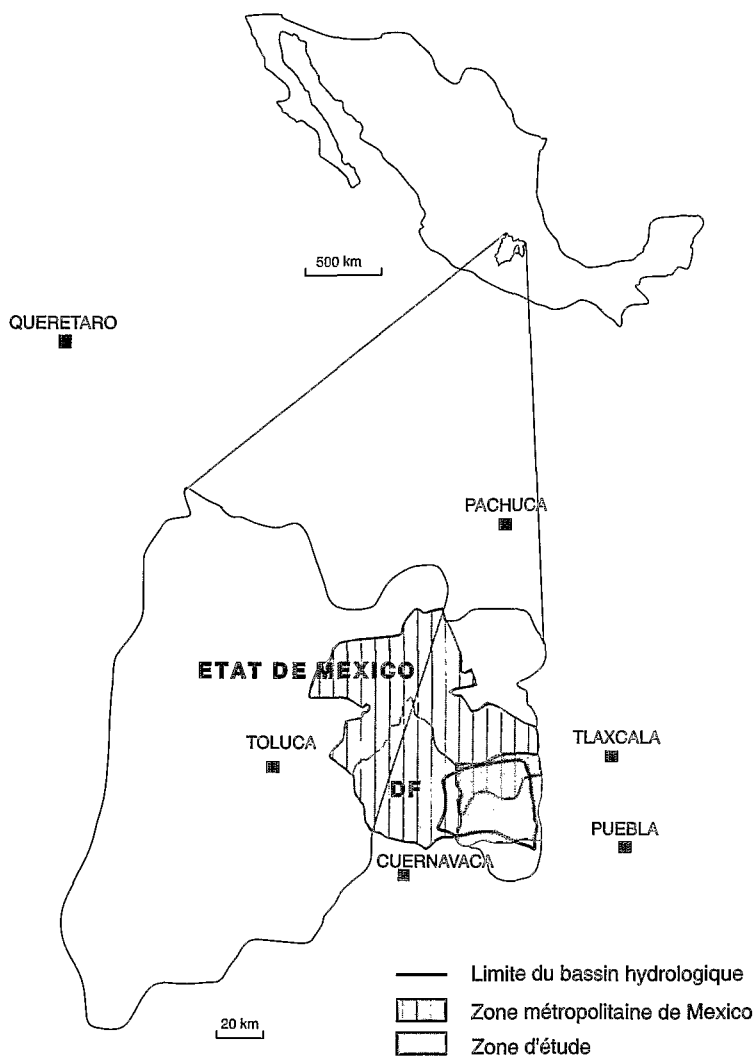 500 km
QUERETARO
PACHUCA
ETAT DE MEXICO
TOLUCA
TLAXCALA
DF
PUEBLA
CUERNAVACA
Limite du bassin hydrologique
Zone métropolitaine de Mexico
20 km
Zone d'étude